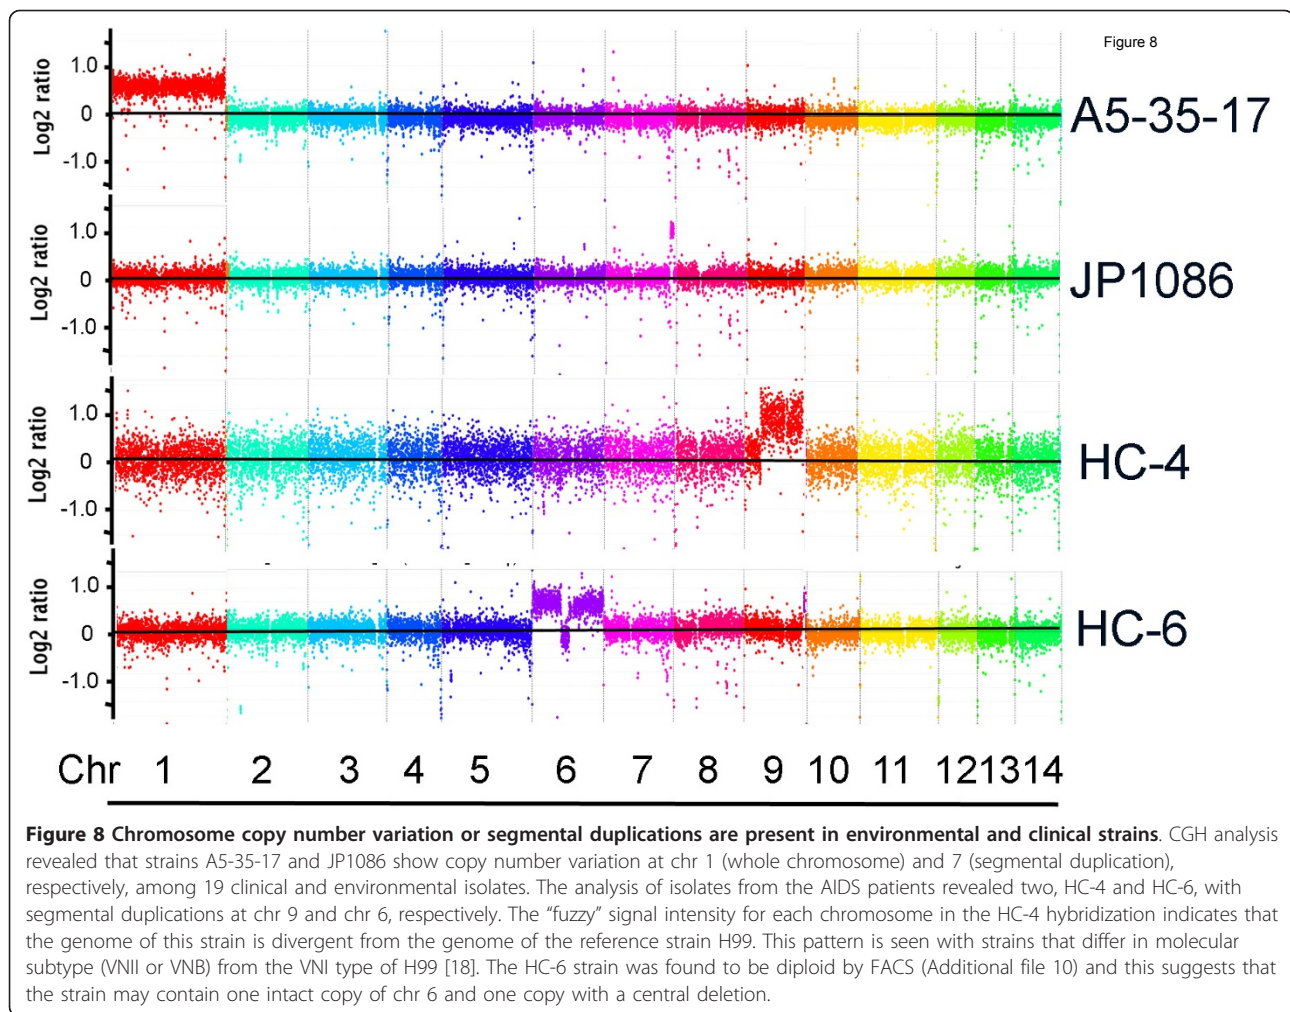 Figure 8
Log2 ratio
1.0
0
-1.0
A5-35-17
Log2 ratio
1.0
0
-1.0
JP1086
Log2 ratio
1.0
0
-1.0
HC-4
Log2 ratio
1.0
0
-1.0
HC-6
Chr 1 2 3 4 5 6 7 8 9 10 11 12 13 14
Figure 8 Chromosome copy number variation or segmental duplications are present in environmental and clinical strains. CGH analysis
revealed that strains A5-35-17 and JP1086 show copy number variation at chr 1 (whole chromosome) and 7 (segmental duplication),
respectively, among 19 clinical and environmental isolates. The analysis of isolates from the AIDS patients revealed two, HC-4 and HC-6, with
segmental duplications at chr 9 and chr 6, respectively. The “fuzzy” signal intensity for each chromosome in the HC-4 hybridization indicates that
the genome of this strain is divergent from the genome of the reference strain H99. This pattern is seen with strains that differ in molecular
subtype (VNII or VNB) from the VNI type of H99 [18]. The HC-6 strain was found to be diploid by FACS (Additional file 10) and this suggests that
the strain may contain one intact copy of chr 6 and one copy with a central deletion.